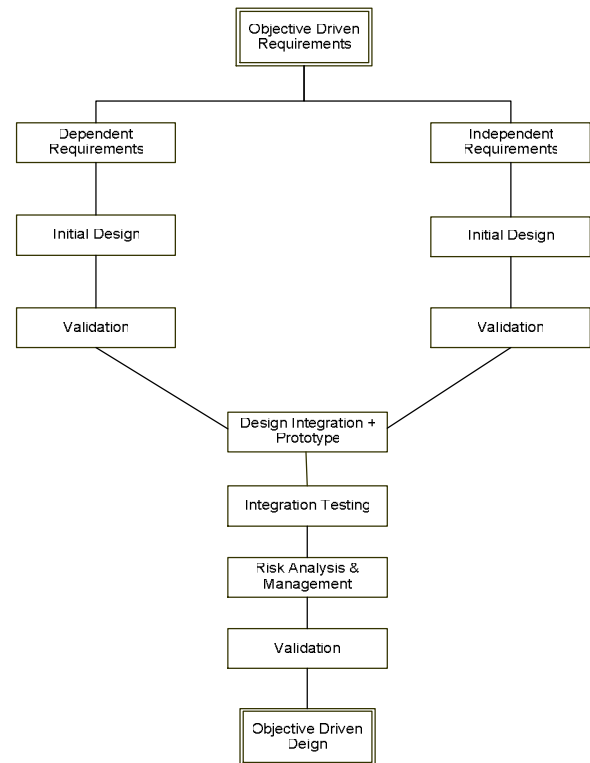 Objective Driven
Requirements
Dependent
Requirements
Independent
Requirements
Initial Design
Initial Design
Validation
Validation
Design Integration +
Prototype
Integration Testing
Risk Analysis &
Management
Validation
Objective Driven
Deign